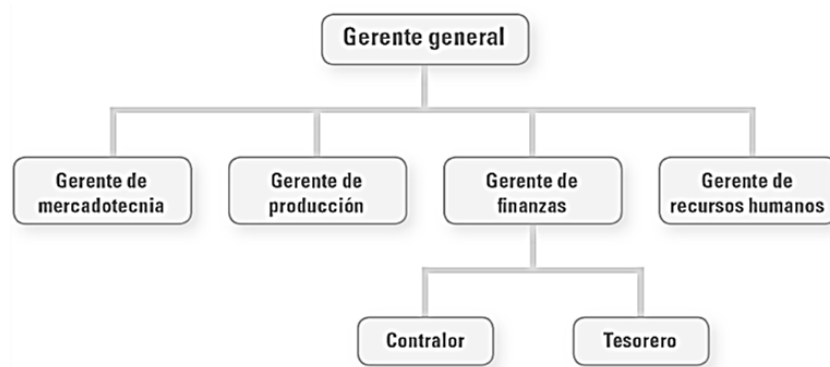 Gerente general
Gerente de
mercadotecnia
Gerente de
producción
Gerente de
finanzas
Gerente de
recursos humanos
Contralor
Tesorero